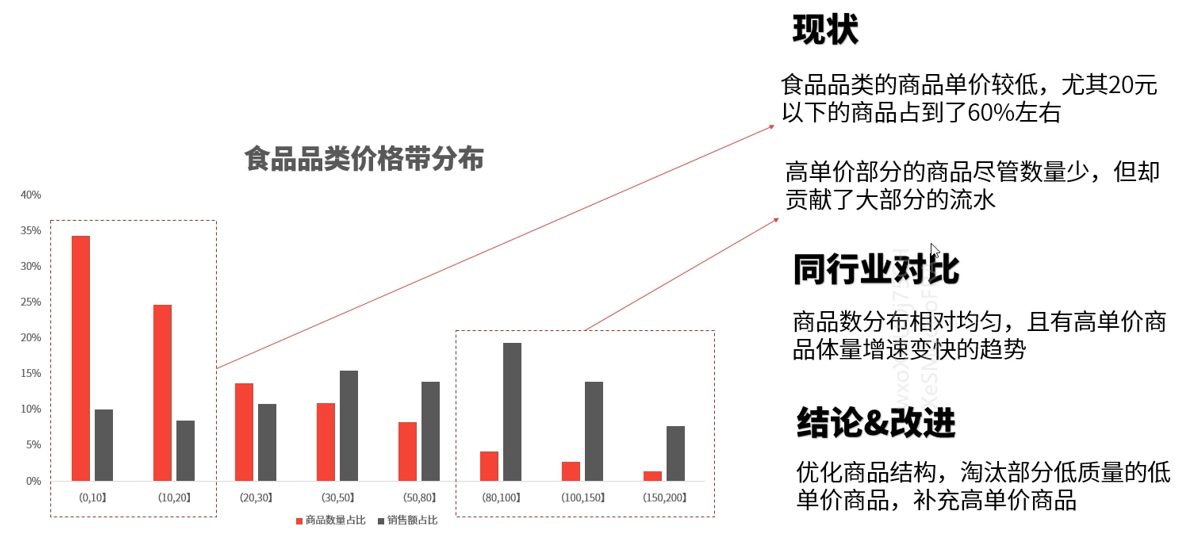 现状
食品品类的商品单价较低，尤其20元
以下的商品占到了60%左右
高单价部分的商品尽管数量少，但却
贡献了大部分的流水
同行业对比
商品数分布相对均匀，且有高单价商
品体量增速变快的趋势
结论&改进
优化商品结构，淘汰部分低质量的低
单价商品，补充高单价商品
食品品类价格带分布
40%
35%
30%
25%
20%
15%
10%
5%
0%
(0,10】 (10,20】 (20,30】 (30,50】 (50,80】 (80,100】 (100,150】 (150,200】
商品数量占比 销售额占比